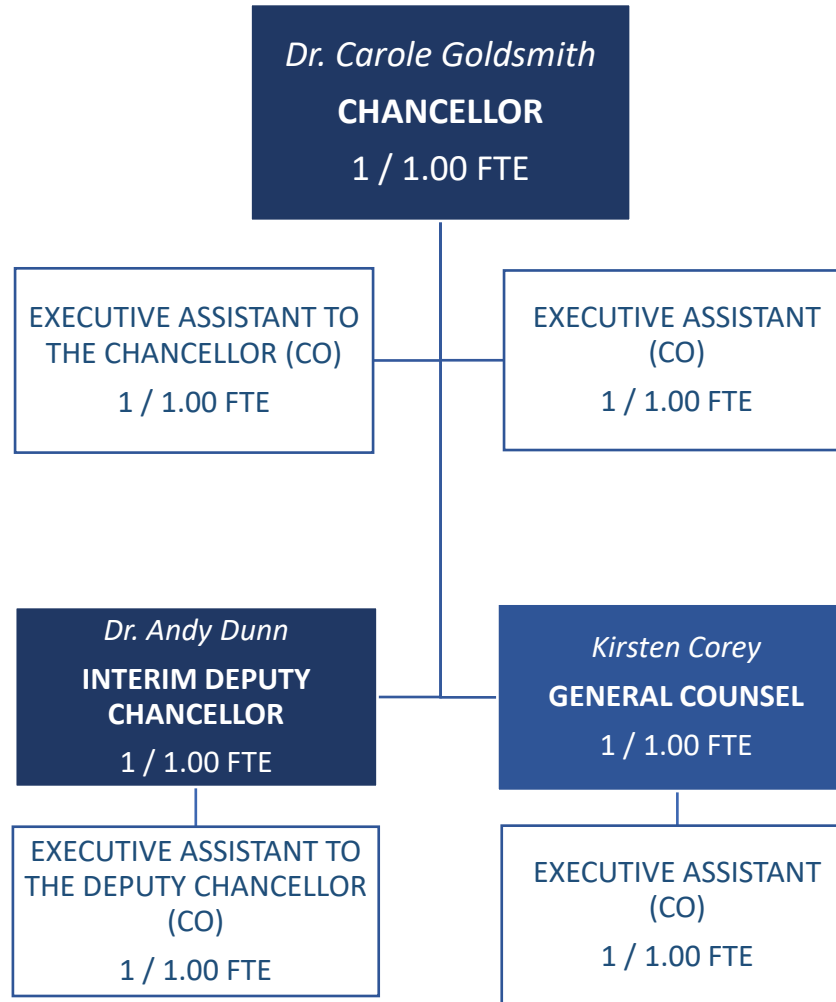 Dr. Carole Goldsmith
CHANCELLOR
1 / 1.00 FTE
EXECUTIVE ASSISTANT TO
THE CHANCELLOR (CO)
1 / 1.00 FTE
EXECUTIVE ASSISTANT
(CO)
1 / 1.00 FTE
Dr. Andy Dunn
INTERIM DEPUTY
CHANCELLOR
1 / 1.00 FTE
Kirsten Corey
GENERAL COUNSEL
1 / 1.00 FTE
EXECUTIVE ASSISTANT TO
THE DEPUTY CHANCELLOR
(CO)
1 / 1.00 FTE
EXECUTIVE ASSISTANT
(CO)
1 / 1.00 FTE